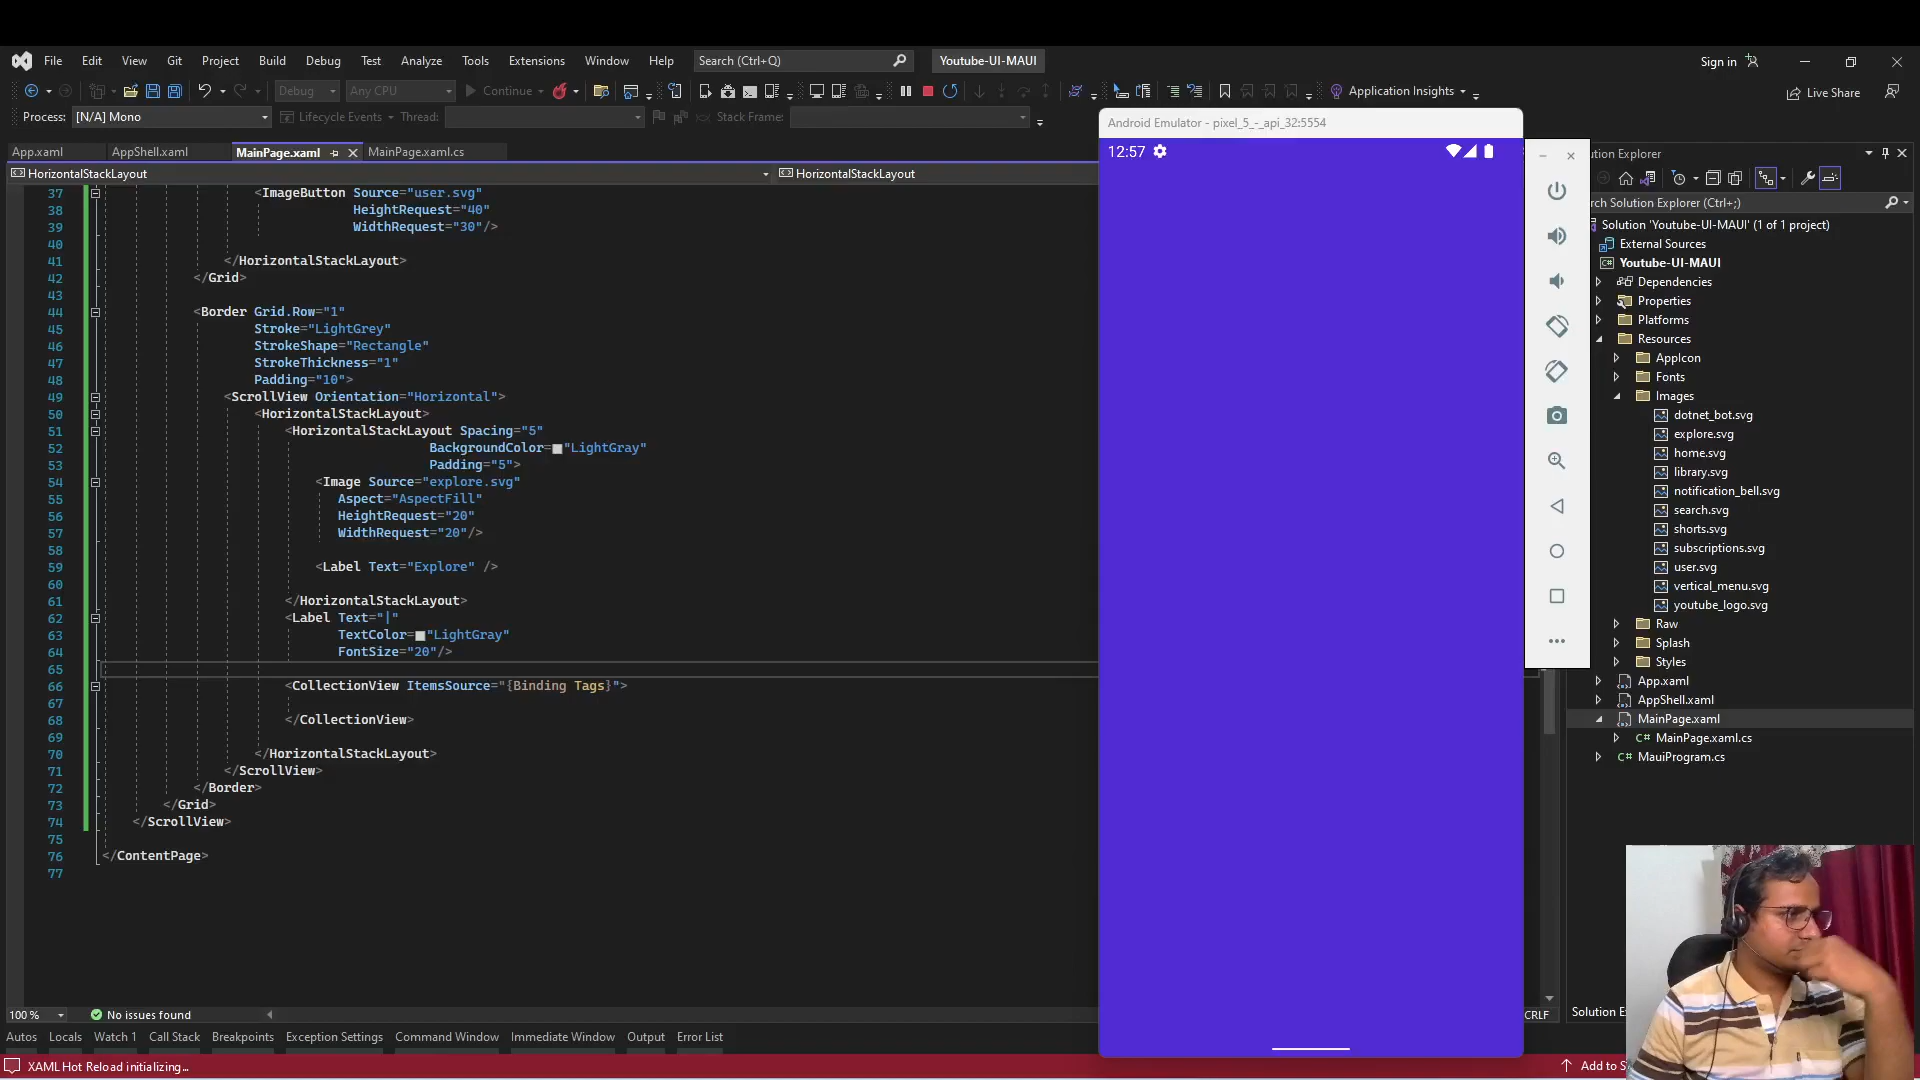 File Edit View Git Project Build Debug Test Analyze Tools Extensions Window Help Search (Ctrl+Q) Youtube-UI-MAUI Sign in
Debug Any CPU Continue Application Insights Live Share
Process: [N/A] Mono Lifecycle Events Thread: Stack Frame:
App.xaml AppShell.xaml MainPage.xaml MainPage.xaml.cs
HorizontalStackLayout HorizontalStackLayout
37 <ImageButton Source="user.svg"
38 HeightRequest="40"
39 WidthRequest="30"/>
40
41 </HorizontalStackLayout>
42 </Grid>
43
44 <Border Grid.Row="1"
45 Stroke="LightGrey"
46 StrokeShape="Rectangle"
47 StrokeThickness="1"
48 Padding="10">
49 <ScrollView Orientation="Horizontal">
50 <HorizontalStackLayout>
51 <HorizontalStackLayout Spacing="5"
52 BackgroundColor="LightGray"
53 Padding="5">
54 <Image Source="explore.svg"
55 Aspect="AspectFill"
56 HeightRequest="20"
57 WidthRequest="20"/>
58
59 <Label Text="Explore" />
60
61 </HorizontalStackLayout>
62 <Label Text="|"
63 TextColor="LightGray"
64 FontSize="20"/>
65
66 <CollectionView ItemsSource="{Binding Tags}">
67
68 </CollectionView>
69
70 </HorizontalStackLayout>
71 </ScrollView>
72 </Border>
73 </Grid>
74 </ScrollView>
75
76 </ContentPage>
77
100 % No issues found CRLF
Autos Locals Watch 1 Call Stack Breakpoints Exception Settings Command Window Immediate Window Output Error List
XAML Hot Reload initializing... Add to S
Android Emulator - pixel_5_-_api_32:5554
12:57
ution Explorer
rch Solution Explorer (Ctrl+;)
Solution 'Youtube-UI-MAUI' (1 of 1 project)
External Sources
Youtube-UI-MAUI
Dependencies
Properties
Platforms
Resources
AppIcon
Fonts
Images
dotnet_bot.svg
explore.svg
home.svg
library.svg
notification_bell.svg
search.svg
shorts.svg
subscriptions.svg
user.svg
vertical_menu.svg
youtube_logo.svg
Raw
Splash
Styles
App.xaml
AppShell.xaml
MainPage.xaml
C# MainPage.xaml.cs
C# MauiProgram.cs
Solution E